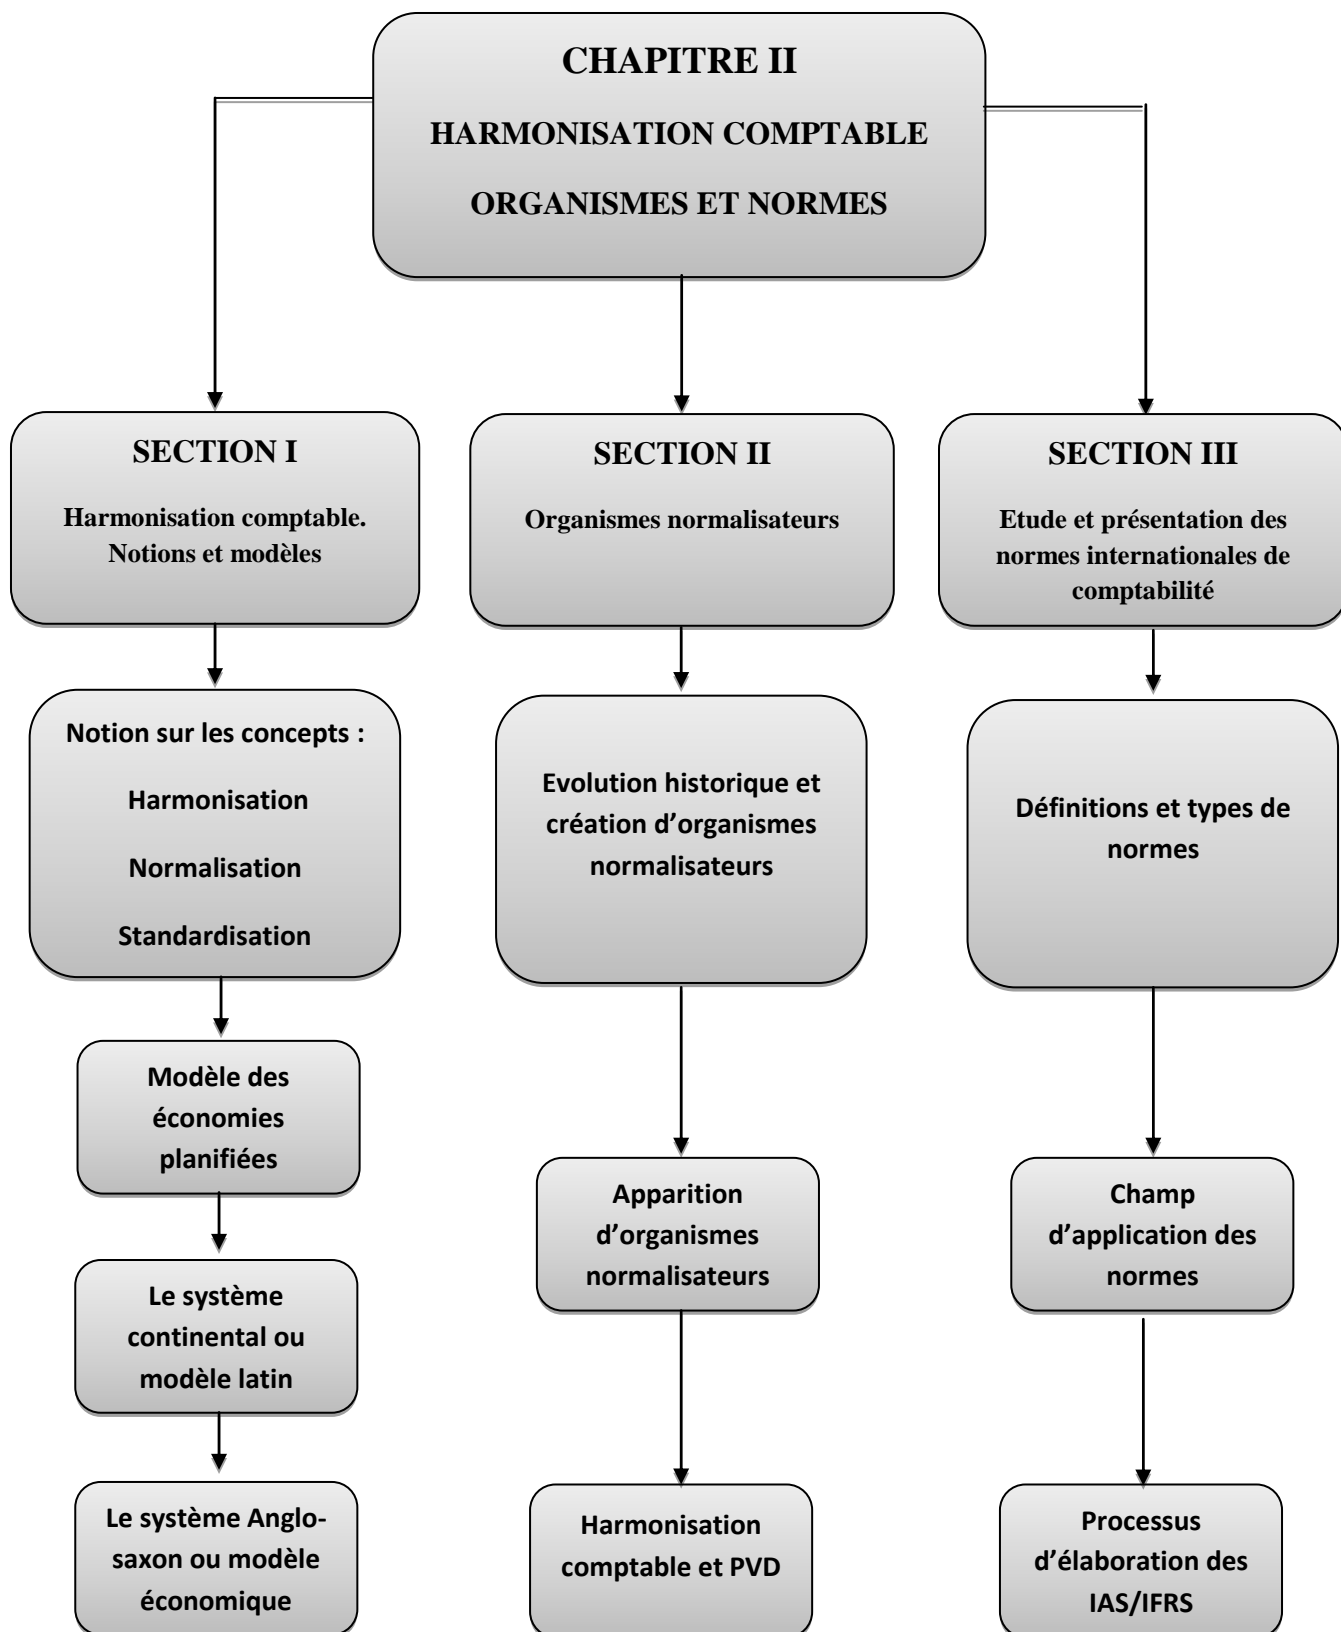 CHAPITRE II
HARMONISATION COMPTABLE
ORGANISMES ET NORMES
SECTION I
Harmonisation comptable.
Notions et modèles
Notion sur les concepts :
Harmonisation
Normalisation
Standardisation
Modèle des
économies
planifiées
Le système
continental ou
modèle latin
Le système Anglo-
saxon ou modèle
économique
SECTION II
Organismes normalisateurs
Evolution historique et
création d’organismes
normalisateurs
Apparition
d’organismes
normalisateurs
Harmonisation
comptable et PVD
SECTION III
Etude et présentation des
normes internationales de
comptabilité
Définitions et types de
normes
Champ
d’application des
normes
Processus
d’élaboration des
IAS/IFRS